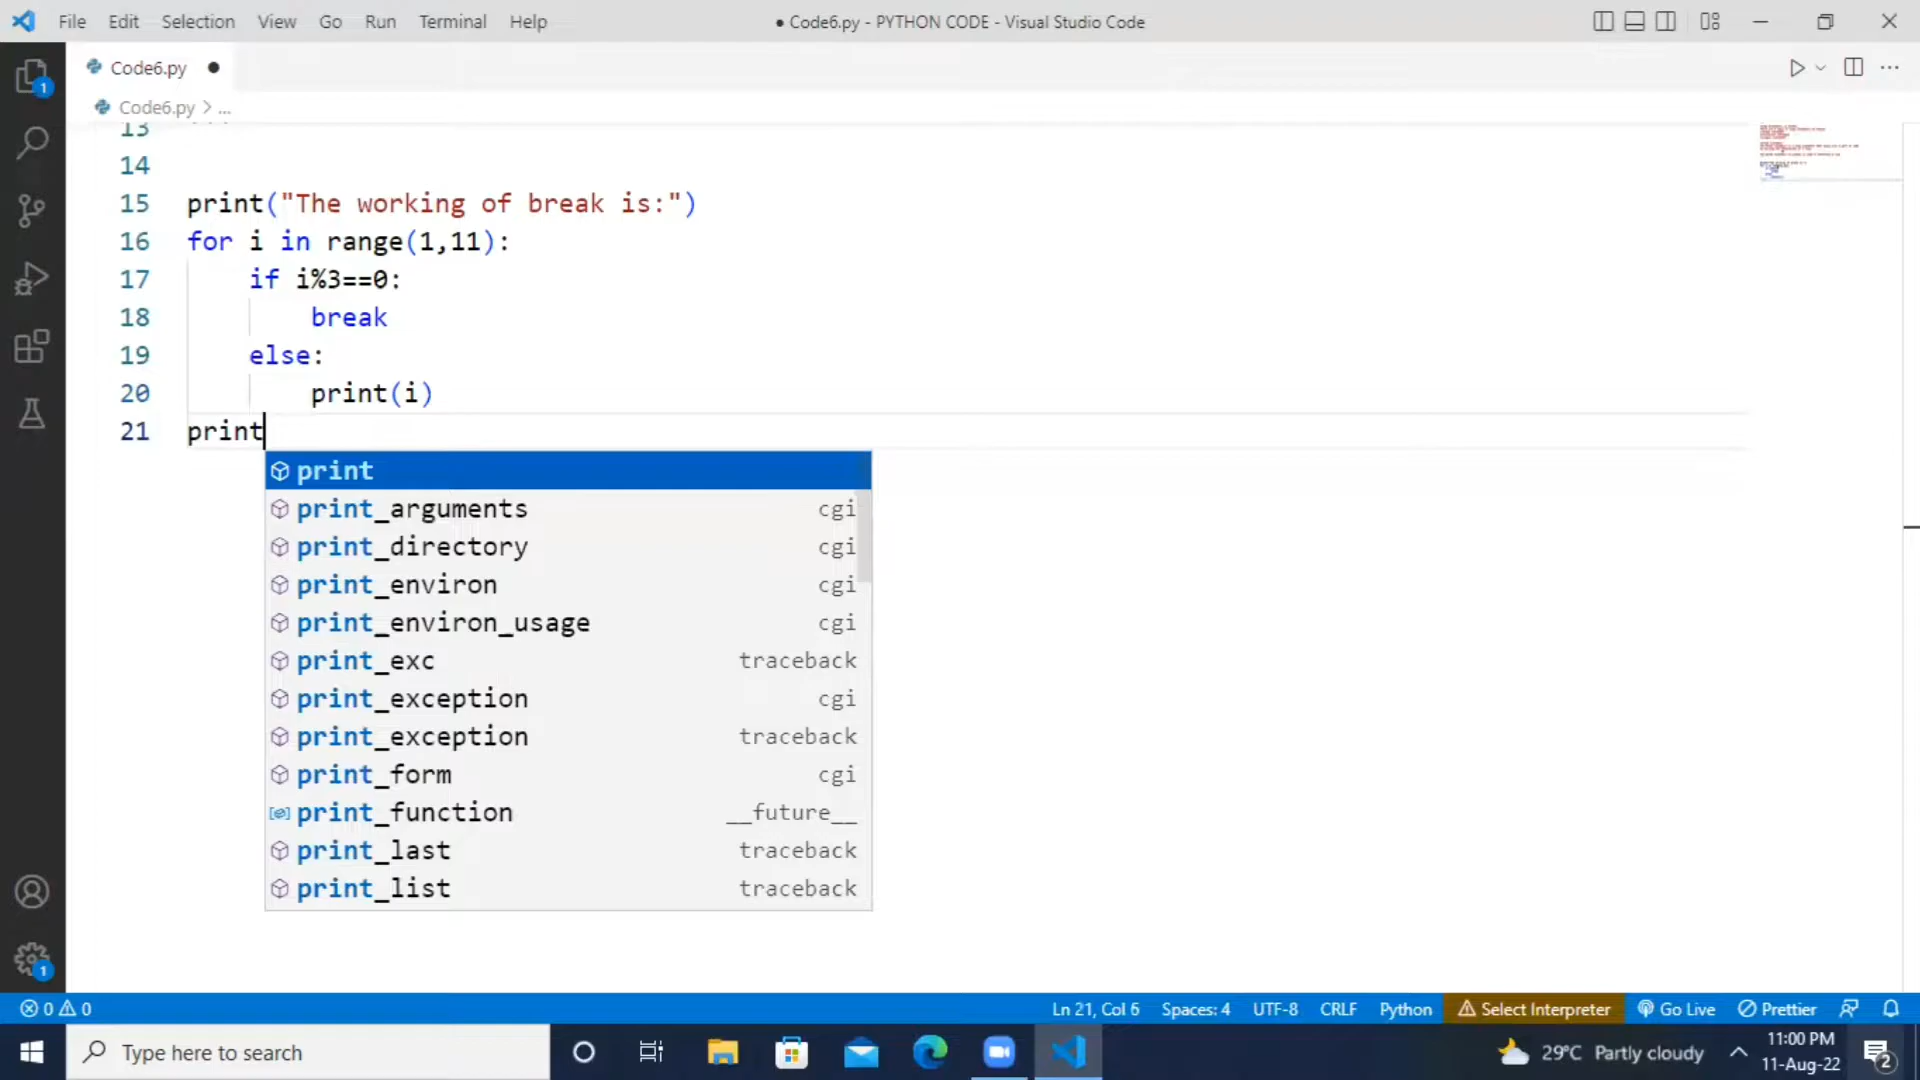 File Edit Selection View Go Run Terminal Help ● Code6.py - PYTHON CODE - Visual Studio Code
Code6.py ●
Code6.py > ...
13
14
15 print("The working of break is:")
16 for i in range(1,11):
17 if i%3==0:
18 break
19 else:
20 print(i)
21 print
print
print_arguments cgi
print_directory cgi
print_environ cgi
print_environ_usage cgi
print_exc traceback
print_exception cgi
print_exception traceback
print_form cgi
print_function __future__
print_last traceback
print_list traceback
1
1
0 0 Ln 21, Col 6 Spaces: 4 UTF-8 CRLF Python Select Interpreter Go Live Prettier
Type here to search 29°C Partly cloudy 11:00 PM
11-Aug-22 2